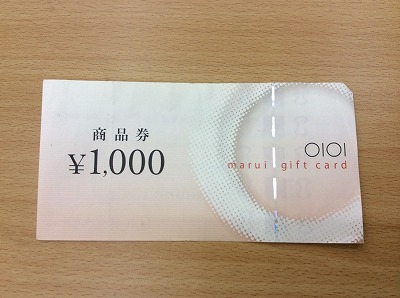 商品券
¥1,000
OIOI
marui gift card